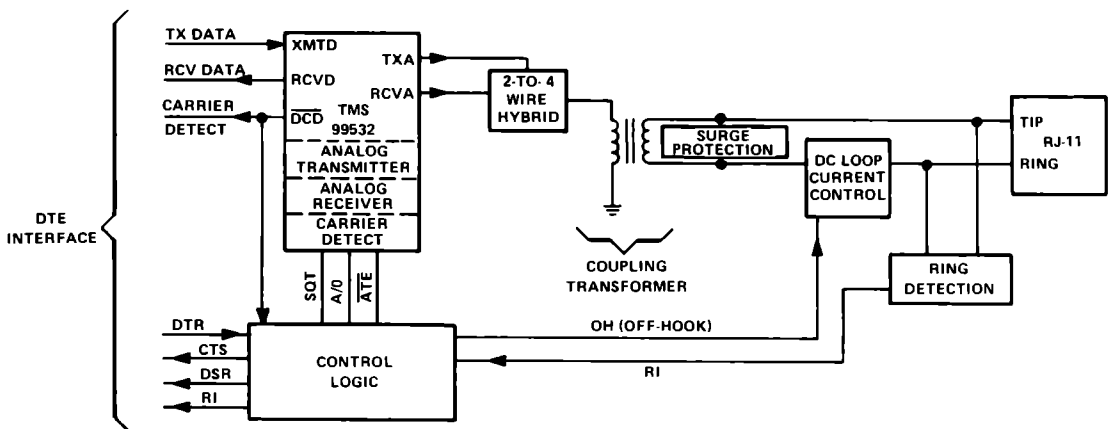 TX DATA
RCV DATA
CARRIER
DETECT
DTE
INTERFACE
XMTD
RCVD
DCD
TXA
RCVA
TMS
99532
ANALOG
TRANSMITTER
ANALOG
RECEIVER
CARRIER
DETECT
2-TO-4
WIRE
HYBRID
SURGE
PROTECTION
COUPLING
TRANSFORMER
DC LOOP
CURRENT
CONTROL
TIP
RJ-11
RING
RING
DETECTION
SQT
A/O
ATE
DTR
CTS
DSR
RI
CONTROL
LOGIC
OH (OFF-HOOK)
RI